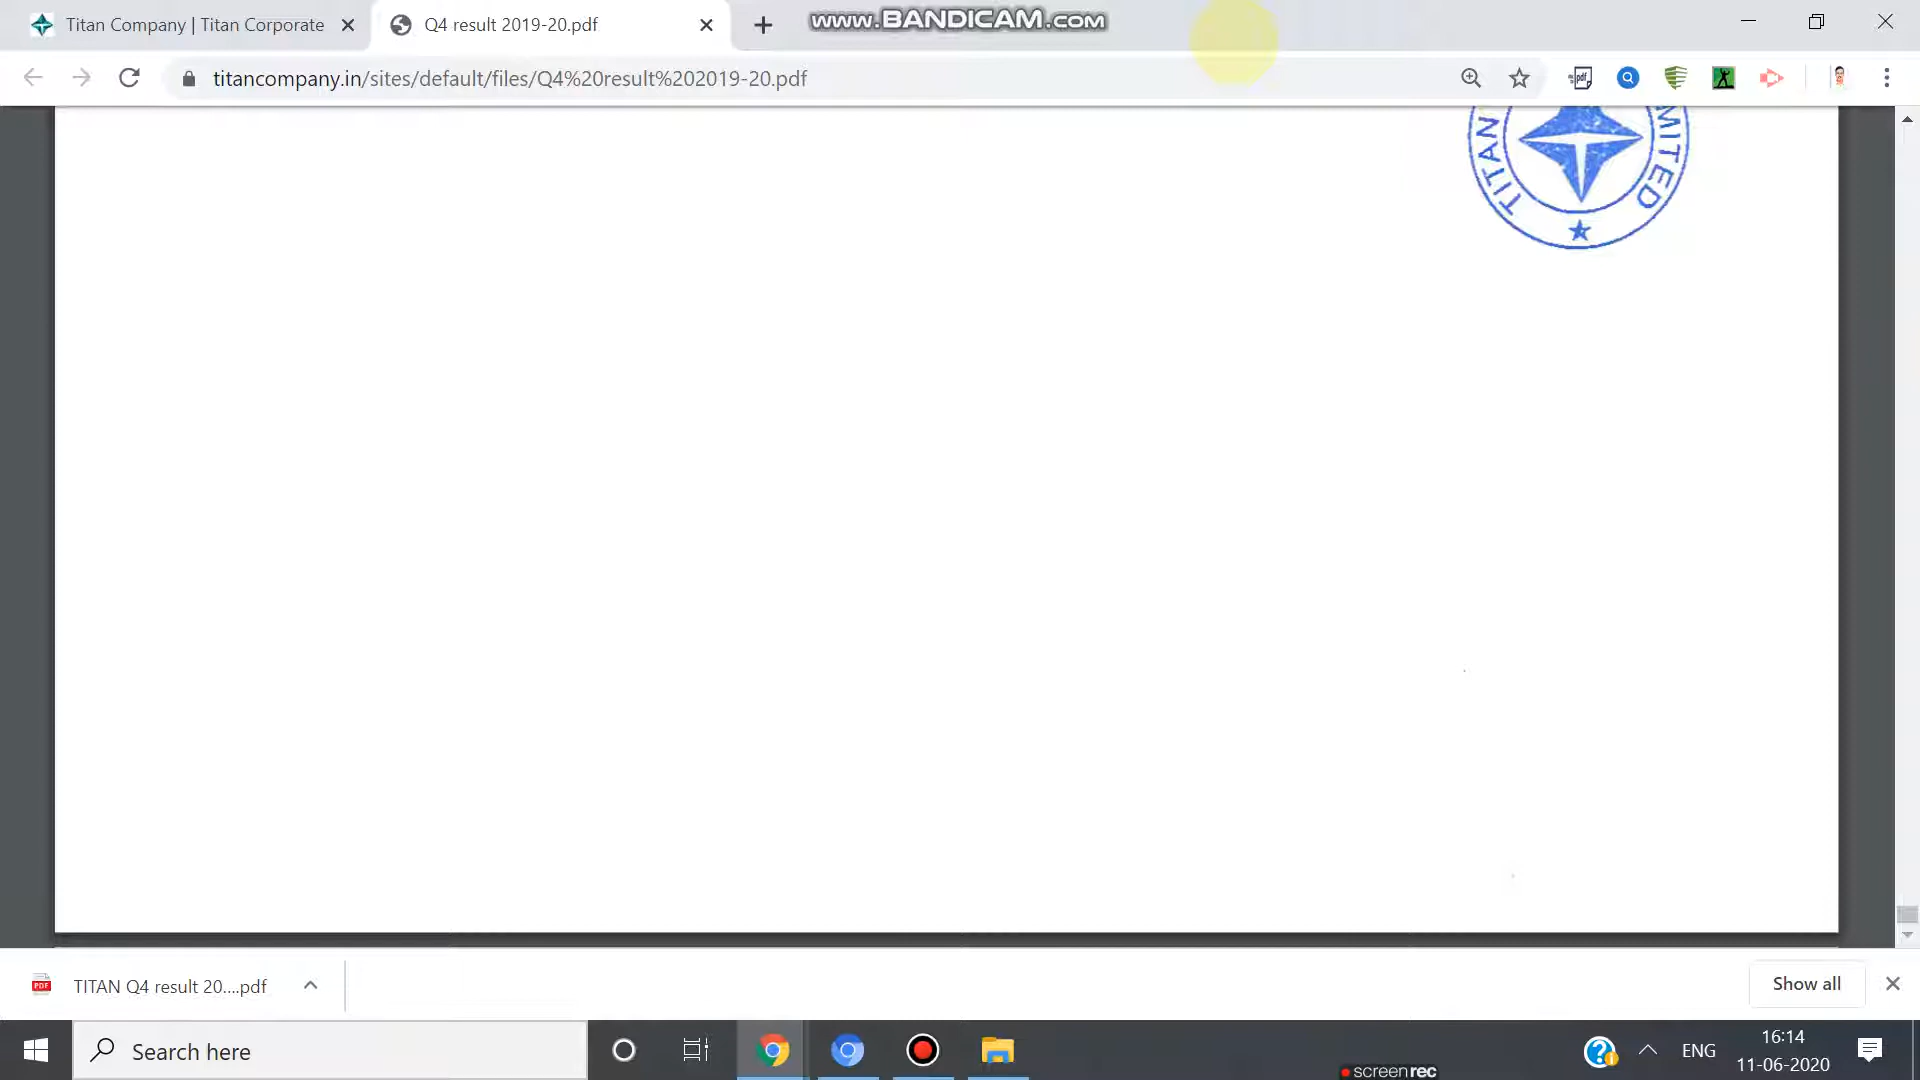 Titan Company | Titan Corporate
Q4 result 2019-20.pdf
www.BANDICAM.com
titancompany.in/sites/default/files/Q4%20result%202019-20.pdf
pdf
TITAN
MITED
PDF
TITAN Q4 result 20....pdf
Show all
Search here
screenrec
ENG
16:14
11-06-2020